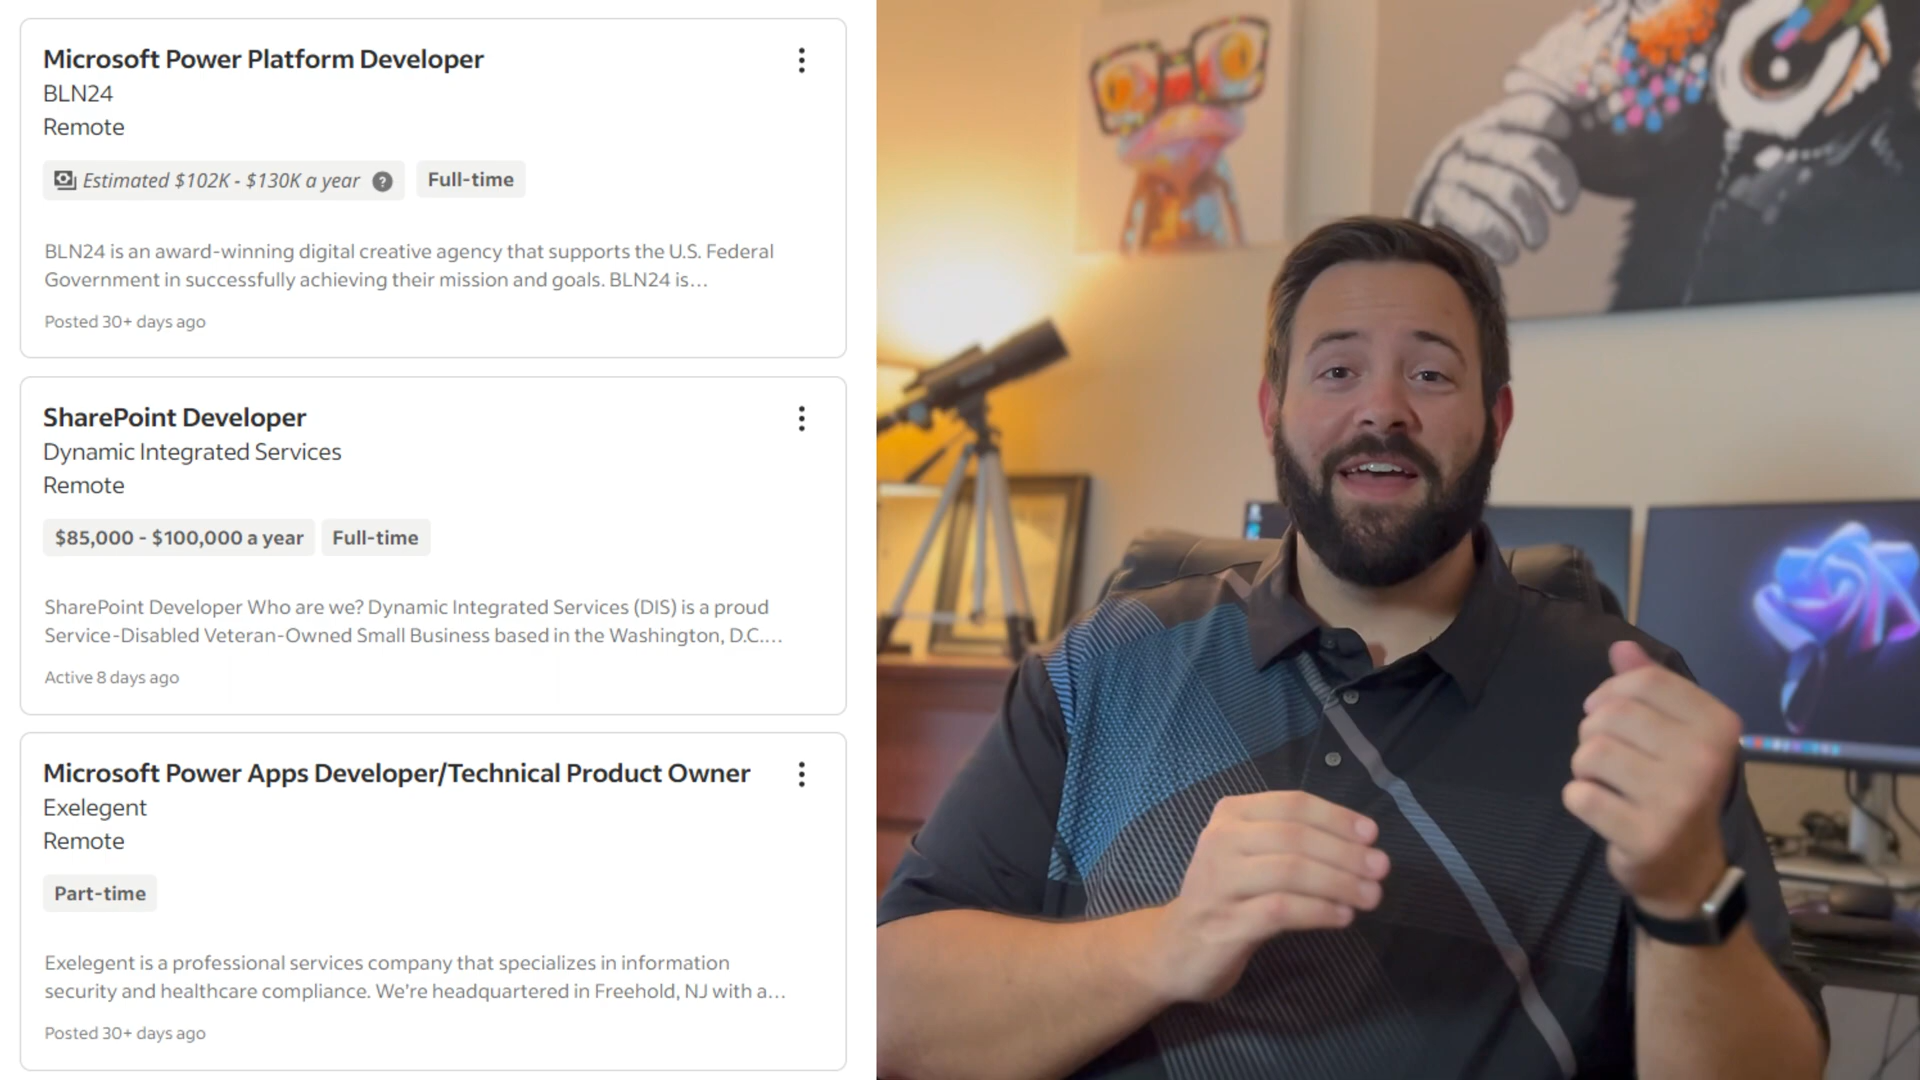 Microsoft Power Platform Developer
BLN24
Remote
Estimated $102K - $130K a year ?
Full-time
BLN24 is an award-winning digital creative agency that supports the U.S. Federal
Government in successfully achieving their mission and goals. BLN24 is...
Posted 30+ days ago
SharePoint Developer
Dynamic Integrated Services
Remote
$85,000 - $100,000 a year
Full-time
SharePoint Developer Who are we? Dynamic Integrated Services (DIS) is a proud
Service-Disabled Veteran-Owned Small Business based in the Washington, D.C....
Active 8 days ago
Microsoft Power Apps Developer/Technical Product Owner
Exelegent
Remote
Part-time
Exelegent is a professional services company that specializes in information
security and healthcare compliance. We're headquartered in Freehold, NJ with a...
Posted 30+ days ago